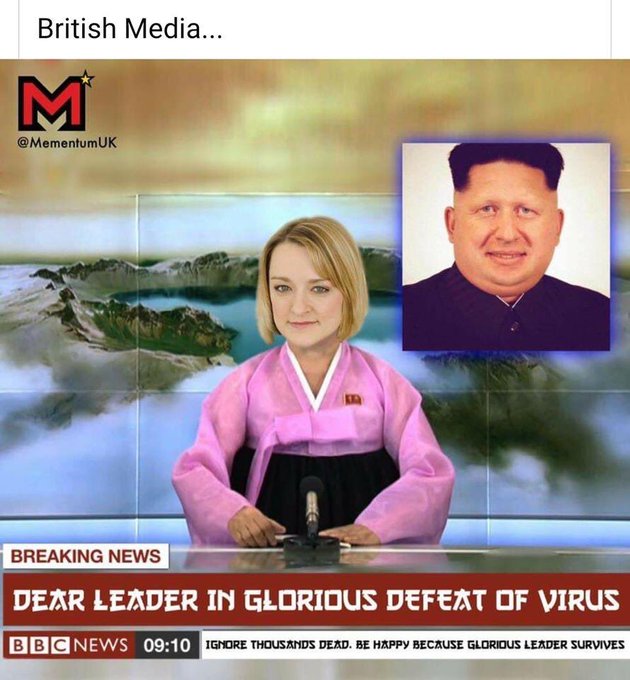 British Media...
M
@MementumUK
BREAKING NEWS
DEAR LEADER IN GLORIOUS DEFEAT OF VIRUS
BBC NEWS 09:10 IGNORE THOUSANDS DEAD. BE HAPPY BECAUSE GLORIOUS LEADER SURVIVES